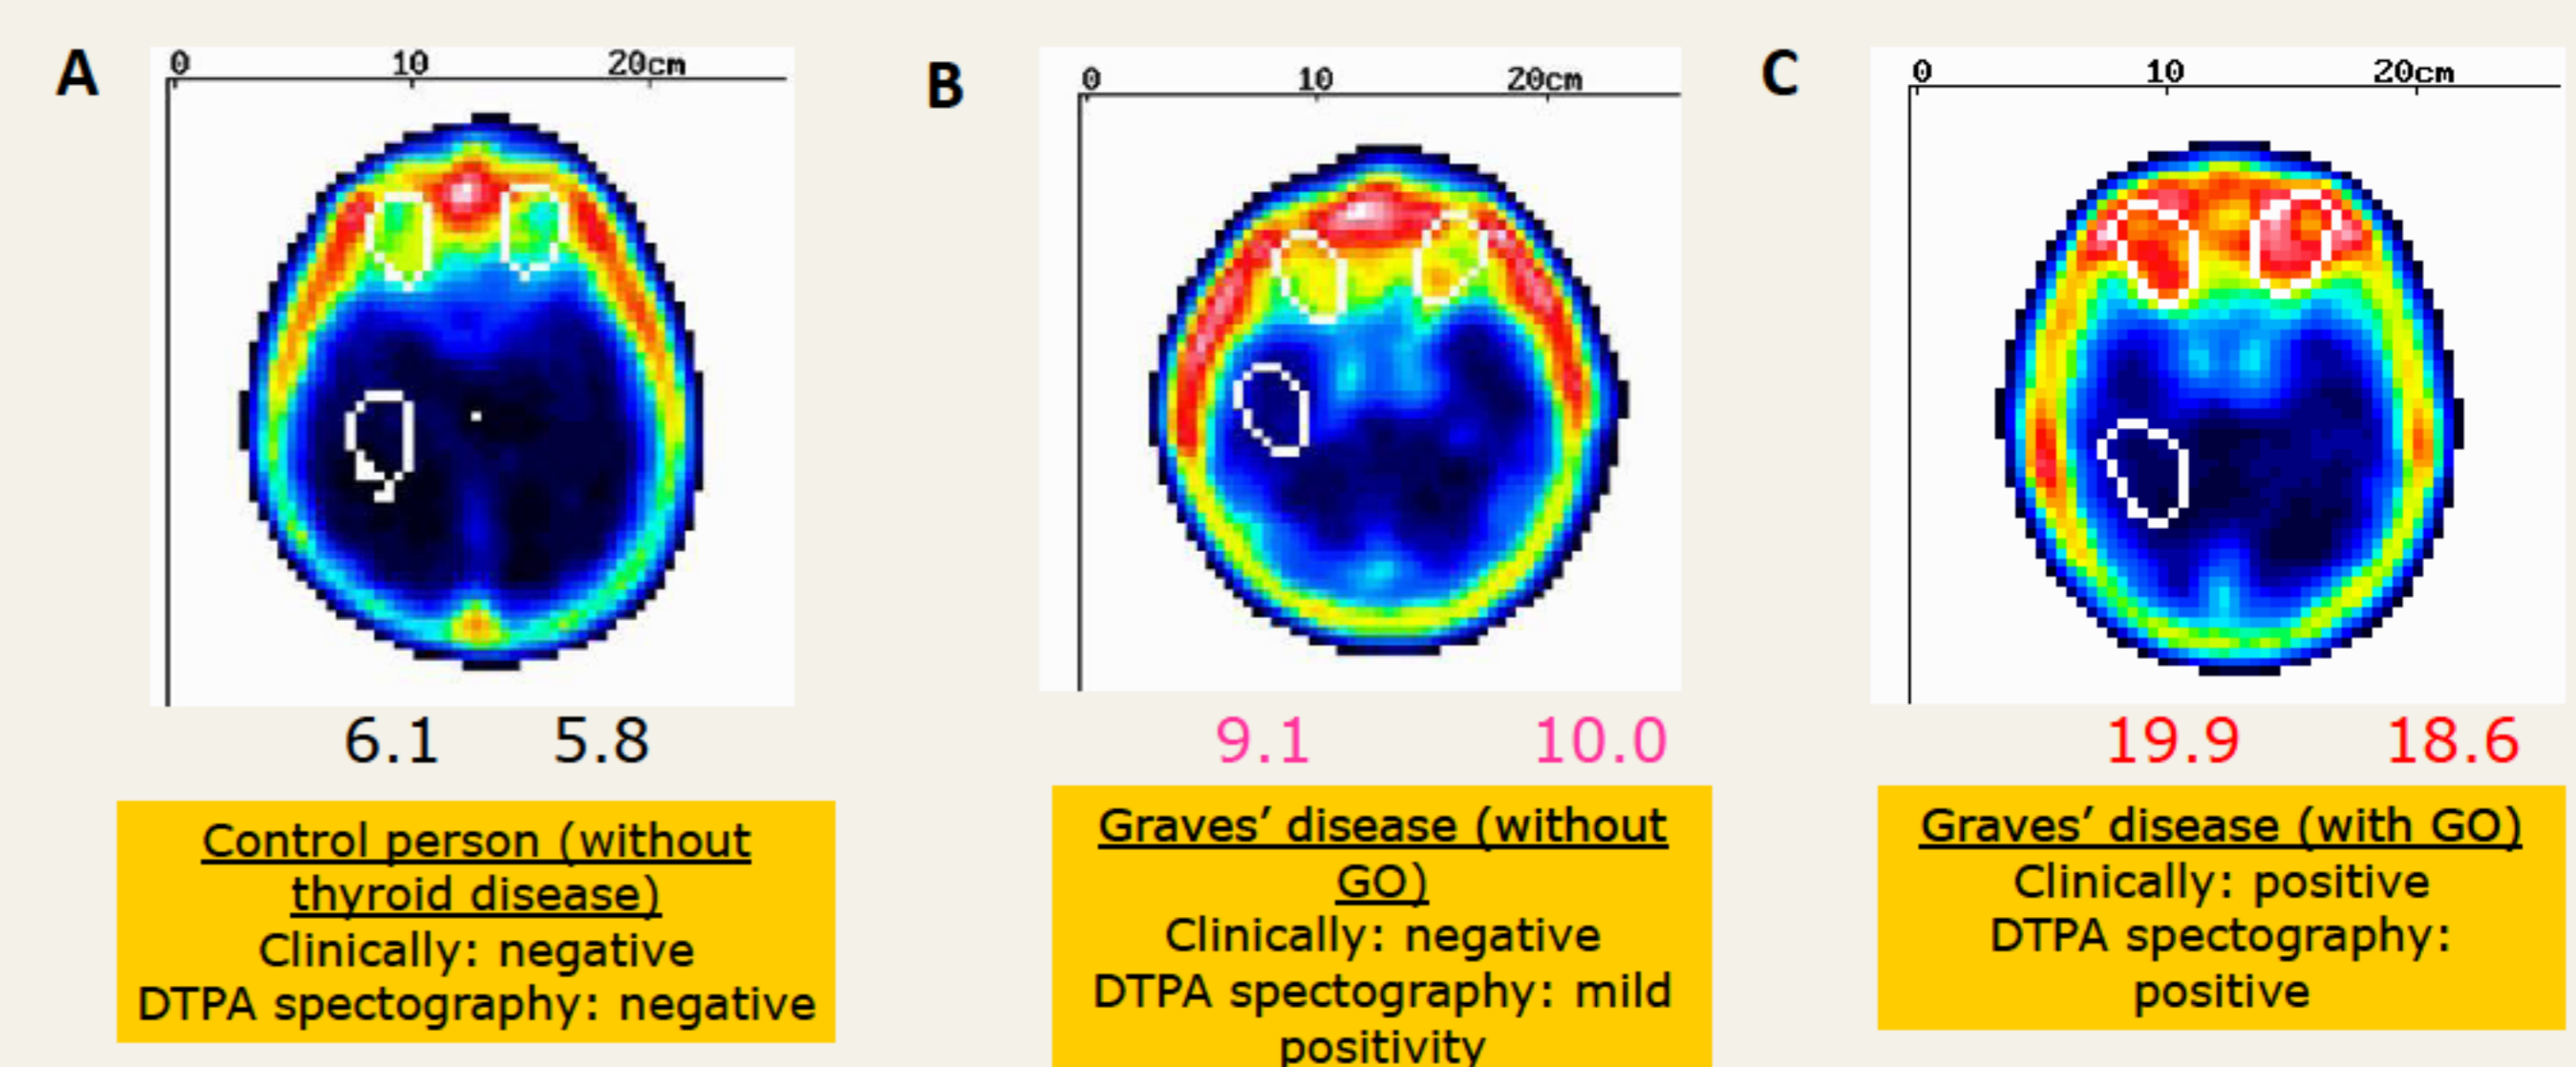 A
0 10 20cm
B
0 10 20cm
C
0 10 20cm
6.1 5.8
9.1 10.0
19.9 18.6
Control person (without
thyroid disease)
Clinically: negative
DTPA spectography: negative
Graves’ disease (without
GO)
Clinically: negative
DTPA spectography: mild
positivity
Graves’ disease (with GO)
Clinically: positive
DTPA spectography:
positive